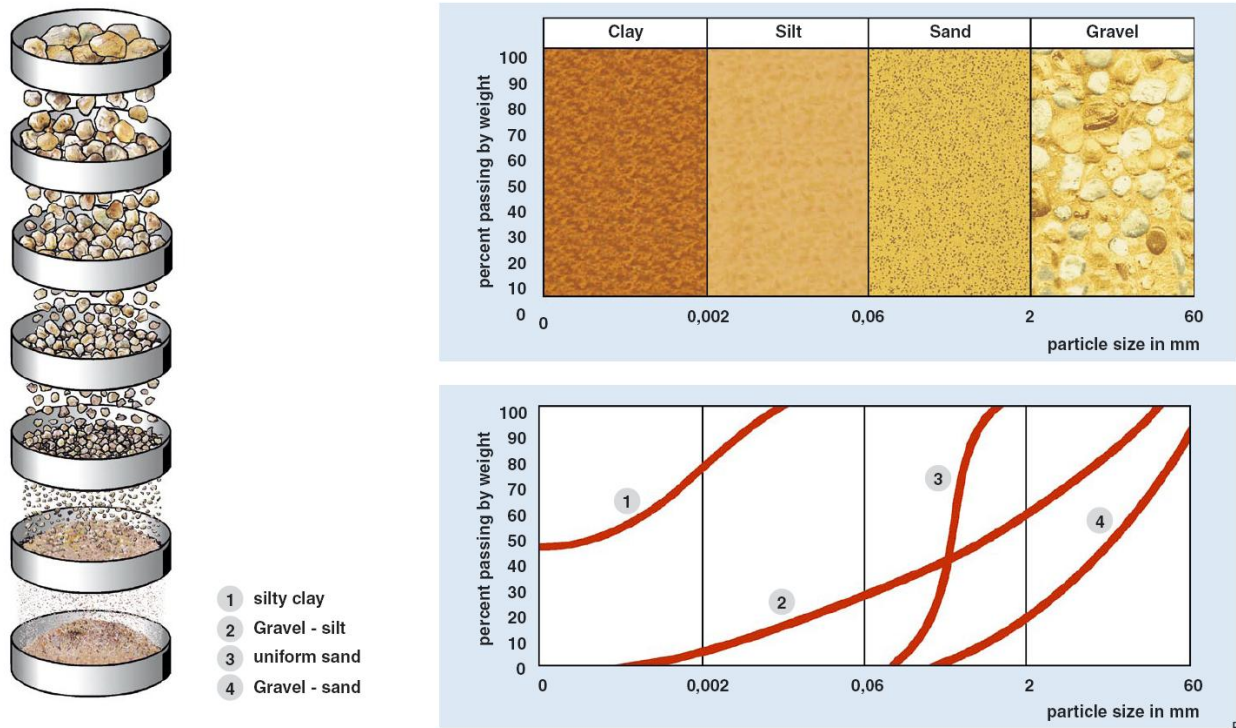 Clay Silt Sand Gravel
percent passing by weight
100
90
80
70
60
50
40
30
20
10
0
0 0,002 0,06 2 60
particle size in mm
1 silty clay
2 Gravel - silt
3 uniform sand
4 Gravel - sand
percent passing by weight
100
90
80
70
60
50
40
30
20
10
0
1
2
3
4
0 0,002 0,06 2 60
particle size in mm